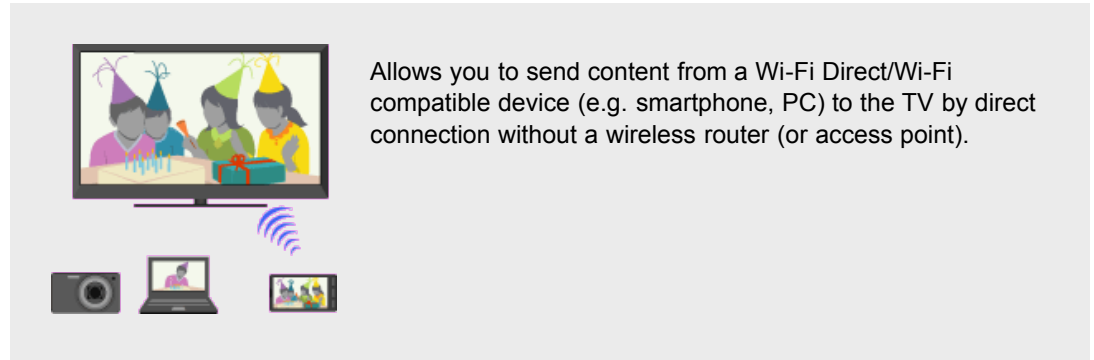 Allows you to send content from a Wi-Fi Direct/Wi-Fi
compatible device (e.g. smartphone, PC) to the TV by direct
connection without a wireless router (or access point).